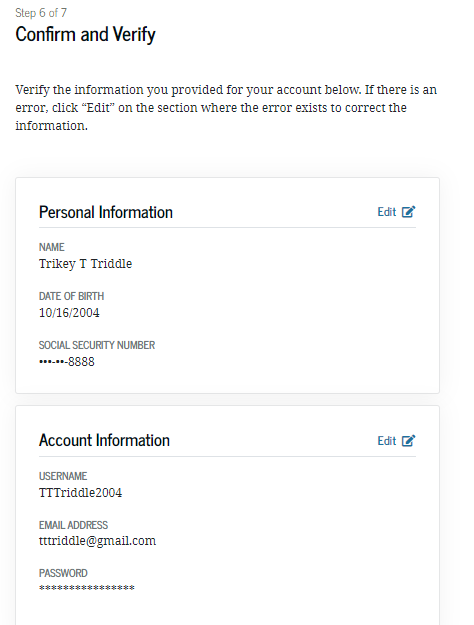 Step 6 of 7
Confirm and Verify
Verify the information you provided for your account below. If there is an
error, click “Edit” on the section where the error exists to correct the
information.
Personal Information
Edit
NAME
Trikey T Triddle
DATE OF BIRTH
10/16/2004
SOCIAL SECURITY NUMBER
•••-••-8888
Account Information
Edit
USERNAME
TTTriddle2004
EMAIL ADDRESS
tttriddle@gmail.com
PASSWORD
****************